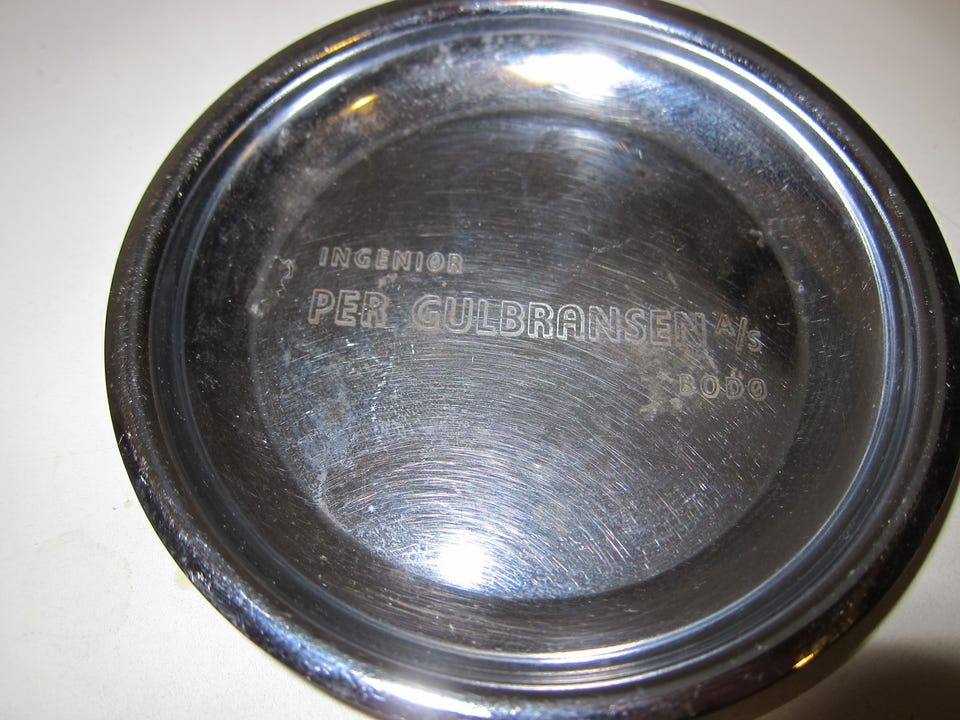 INGENIØR
PER GULBRANSEN A/S
BODØ